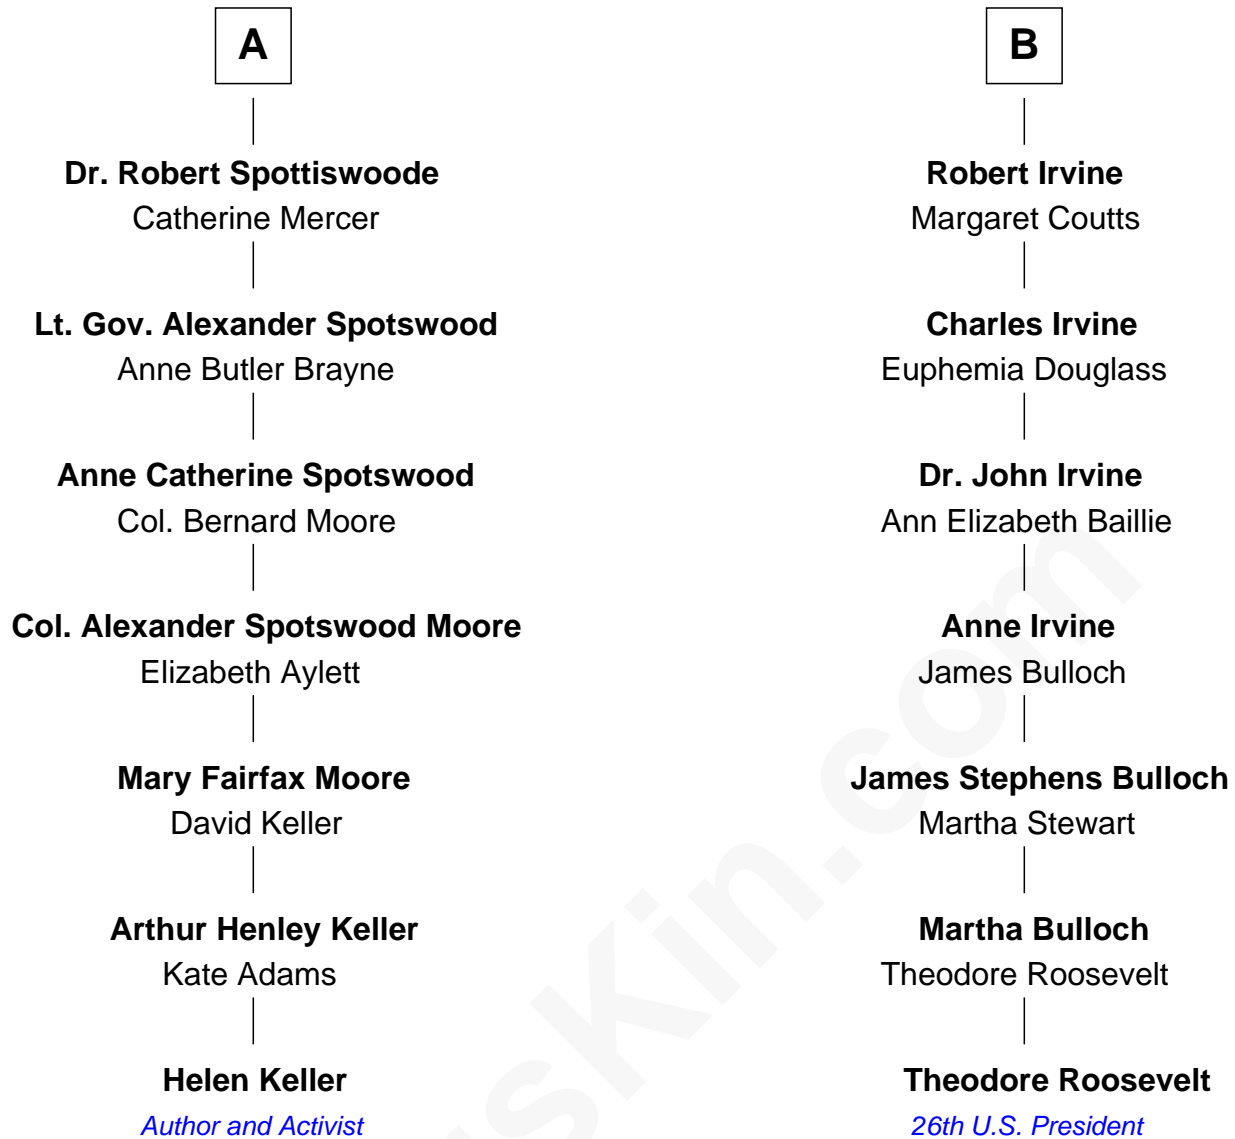 A
Dr. Robert Spottiswoode
Catherine Mercer
Lt. Gov. Alexander Spotswood
Anne Butler Brayne
Anne Catherine Spotswood
Col. Bernard Moore
Col. Alexander Spotswood Moore
Elizabeth Aylett
Mary Fairfax Moore
David Keller
Arthur Henley Keller
Kate Adams
Helen Keller
Author and Activist
B
Robert Irvine
Margaret Coutts
Charles Irvine
Euphemia Douglass
Dr. John Irvine
Ann Elizabeth Baillie
Anne Irvine
James Bulloch
James Stephens Bulloch
Martha Stewart
Martha Bulloch
Theodore Roosevelt
Theodore Roosevelt
26th U.S. President